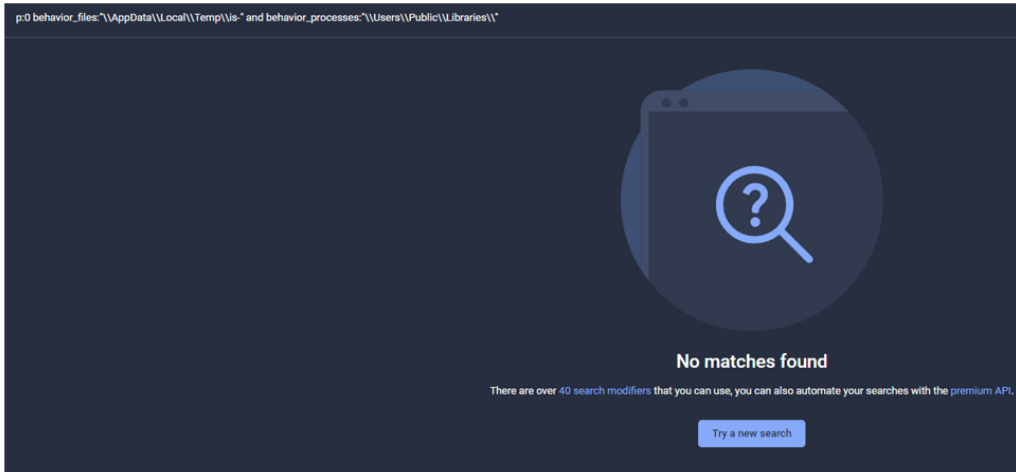 p:0 behavior_files:"\\AppData\\Local\\Temp\\is-" and behavior_processes:"\\Users\\Public\\Libraries\\"
No matches found
There are over 40 search modifiers that you can use, you can also automate your searches with the premium API.
Try a new search